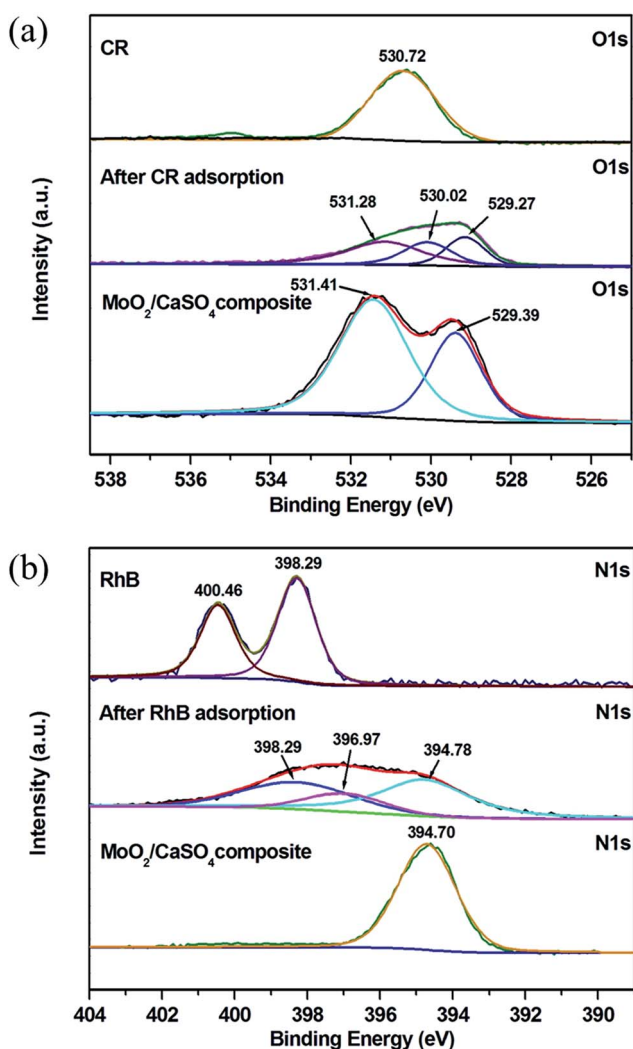 (a)
CR
O1s
530.72
After CR adsorption
O1s
531.28
530.02
529.27
MoO2/CaSO4composite
O1s
531.41
529.39
Intensity (a.u.)
538 536 534 532 530 528 526
Binding Energy (eV)
(b)
RhB
N1s
400.46
398.29
After RhB adsorption
N1s
398.29
396.97
394.78
MoO2/CaSO4composite
N1s
394.70
Intensity (a.u.)
404 402 400 398 396 394 392 390
Binding Energy (eV)